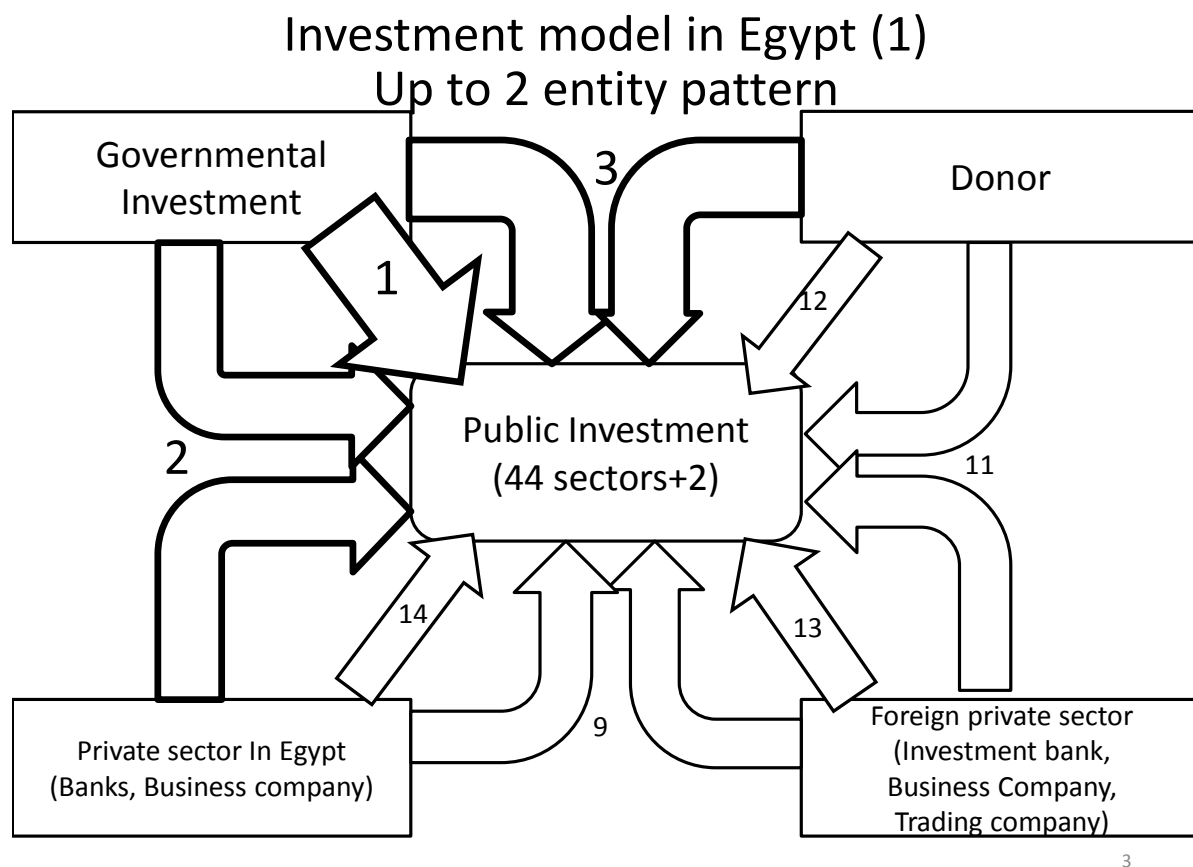 Investment model in Egypt (1)
Up to 2 entity pattern
Governmental
Investment
3
Donor
1
12
Public Investment
(44 sectors+2)
2
11
14
13
9
Private sector In Egypt
(Banks, Business company)
Foreign private sector
(Investment bank,
Business Company,
Trading company)
3